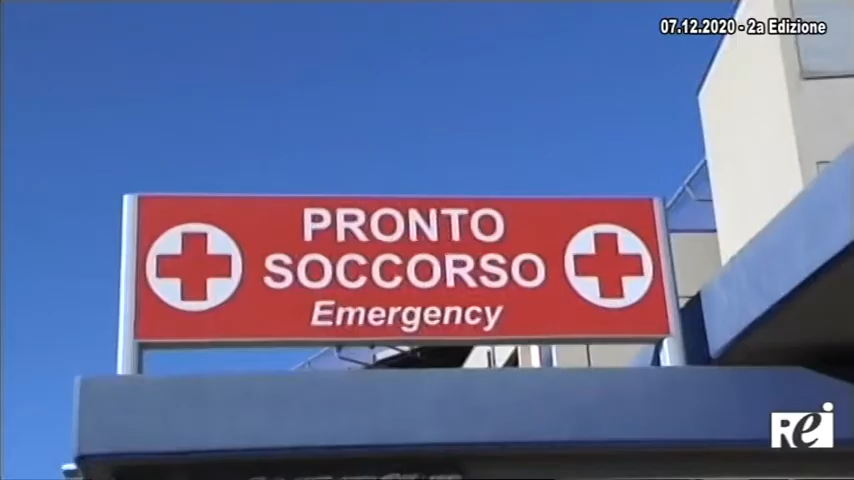 07.12.2020 - 2a Edizione
PRONTO
SOCCORSO
Emergency
Rei